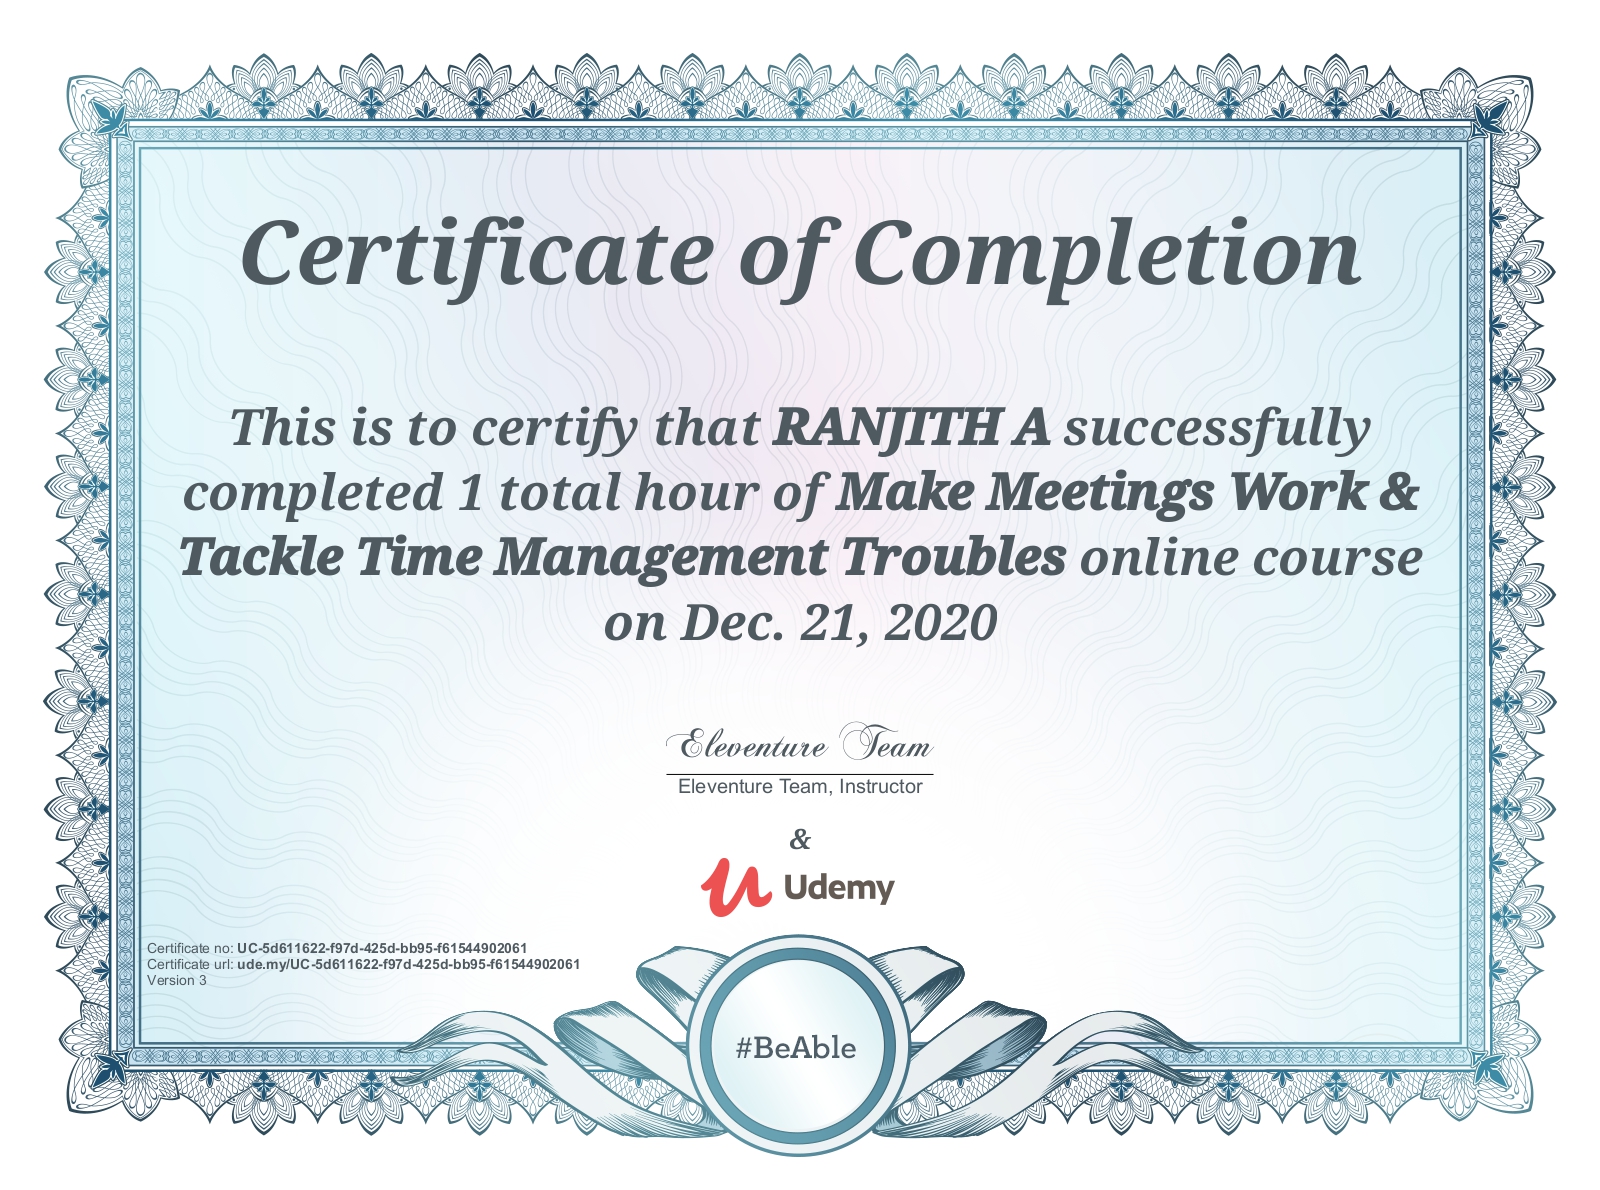 Certificate of Completion
This is to certify that RANJITH A successfully
completed 1 total hour of Make Meetings Work &
Tackle Time Management Troubles online course
on Dec. 21, 2020
Eleventure Team
Eleventure Team, Instructor
&
Udemy
Certificate no: UC-5d611622-f97d-425d-bb95-f61544902061
Certificate url: ude.my/UC-5d611622-f97d-425d-bb95-f61544902061
Version 3
#BeAble